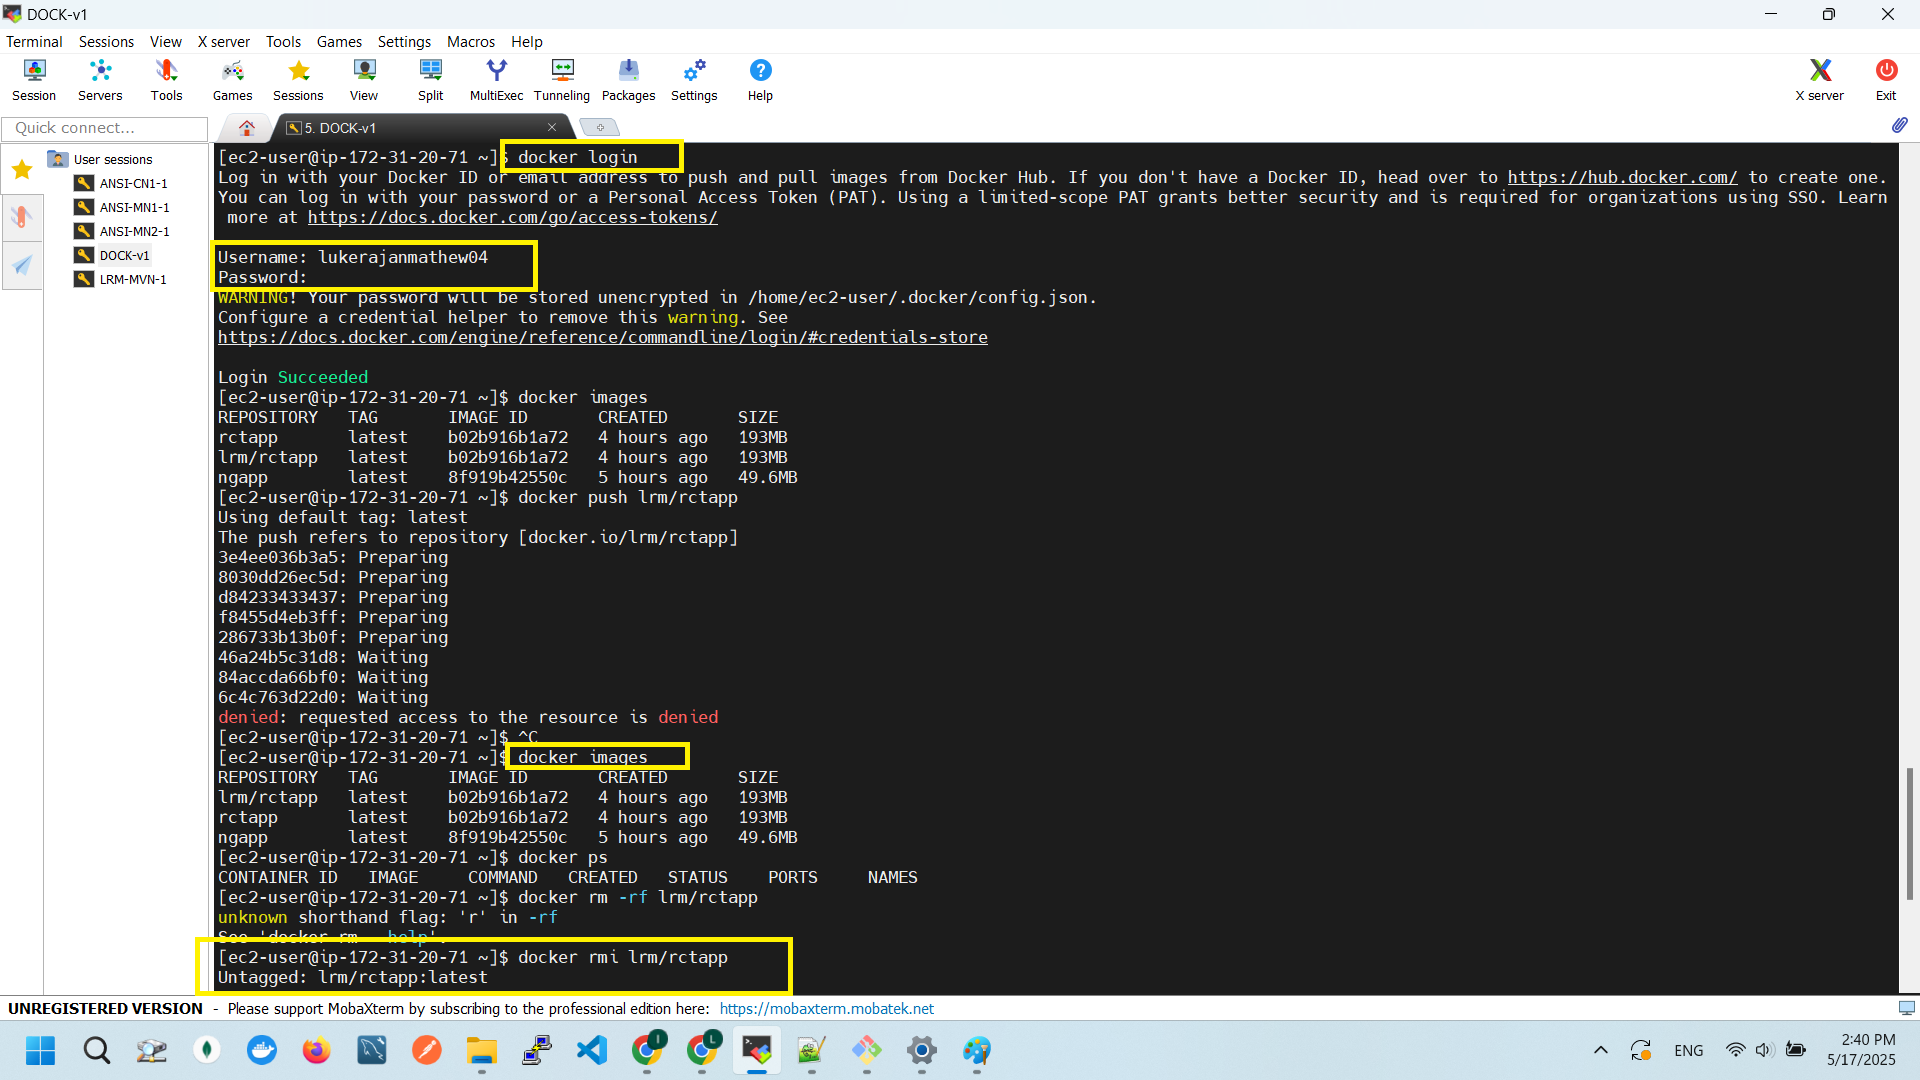 DOCK-v1
Terminal Sessions View X server Tools Games Settings Macros Help
Session Servers Tools Games Sessions View Split MultiExec Tunneling Packages Settings Help X server Exit
Quick connect...
5. DOCK-v1
User sessions
ANSI-CN1-1
ANSI-MN1-1
ANSI-MN2-1
DOCK-v1
LRM-MVN-1
[ec2-user@ip-172-31-20-71 ~]$ docker login
Log in with your Docker ID or email address to push and pull images from Docker Hub. If you don't have a Docker ID, head over to https://hub.docker.com/ to create one.
You can log in with your password or a Personal Access Token (PAT). Using a limited-scope PAT grants better security and is required for organizations using SSO. Learn
more at https://docs.docker.com/go/access-tokens/
Username: lukerajanmathew04
Password:
WARNING! Your password will be stored unencrypted in /home/ec2-user/.docker/config.json.
Configure a credential helper to remove this warning. See
https://docs.docker.com/engine/reference/commandline/login/#credentials-store
Login Succeeded
[ec2-user@ip-172-31-20-71 ~]$ docker images
REPOSITORY TAG IMAGE ID CREATED SIZE
rctapp latest b02b916b1a72 4 hours ago 193MB
lrm/rctapp latest b02b916b1a72 4 hours ago 193MB
ngapp latest 8f919b42550c 5 hours ago 49.6MB
[ec2-user@ip-172-31-20-71 ~]$ docker push lrm/rctapp
Using default tag: latest
The push refers to repository [docker.io/lrm/rctapp]
3e4ee036b3a5: Preparing
8030dd26ec5d: Preparing
d84233433437: Preparing
f8455d4eb3ff: Preparing
286733b13b0f: Preparing
46a24b5c31d8: Waiting
84accda66bf0: Waiting
6c4c763d22d0: Waiting
denied: requested access to the resource is denied
[ec2-user@ip-172-31-20-71 ~]$ ^C
[ec2-user@ip-172-31-20-71 ~]$ docker images
REPOSITORY TAG IMAGE ID CREATED SIZE
lrm/rctapp latest b02b916b1a72 4 hours ago 193MB
rctapp latest b02b916b1a72 4 hours ago 193MB
ngapp latest 8f919b42550c 5 hours ago 49.6MB
[ec2-user@ip-172-31-20-71 ~]$ docker ps
CONTAINER ID IMAGE COMMAND CREATED STATUS PORTS NAMES
[ec2-user@ip-172-31-20-71 ~]$ docker rm -rf lrm/rctapp
unknown shorthand flag: 'r' in -rf
See 'docker rm --help'.
[ec2-user@ip-172-31-20-71 ~]$ docker rmi lrm/rctapp
Untagged: lrm/rctapp:latest
UNREGISTERED VERSION - Please support MobaXterm by subscribing to the professional edition here: https://mobaxterm.mobatek.net
I L ENG 2:40 PM
5/17/2025